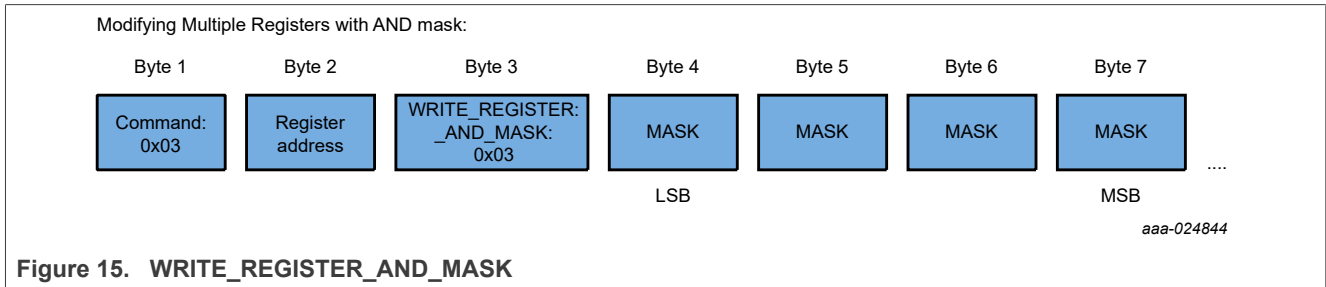 Modifying Multiple Registers with AND mask:
Byte 1 Byte 2 Byte 3 Byte 4 Byte 5 Byte 6 Byte 7
Command:
0x03
Register
address
WRITE_REGISTER:
_AND_MASK:
0x03
MASK
MASK
MASK
MASK
....
LSB MSB
aaa-024844
Figure 15. WRITE_REGISTER_AND_MASK